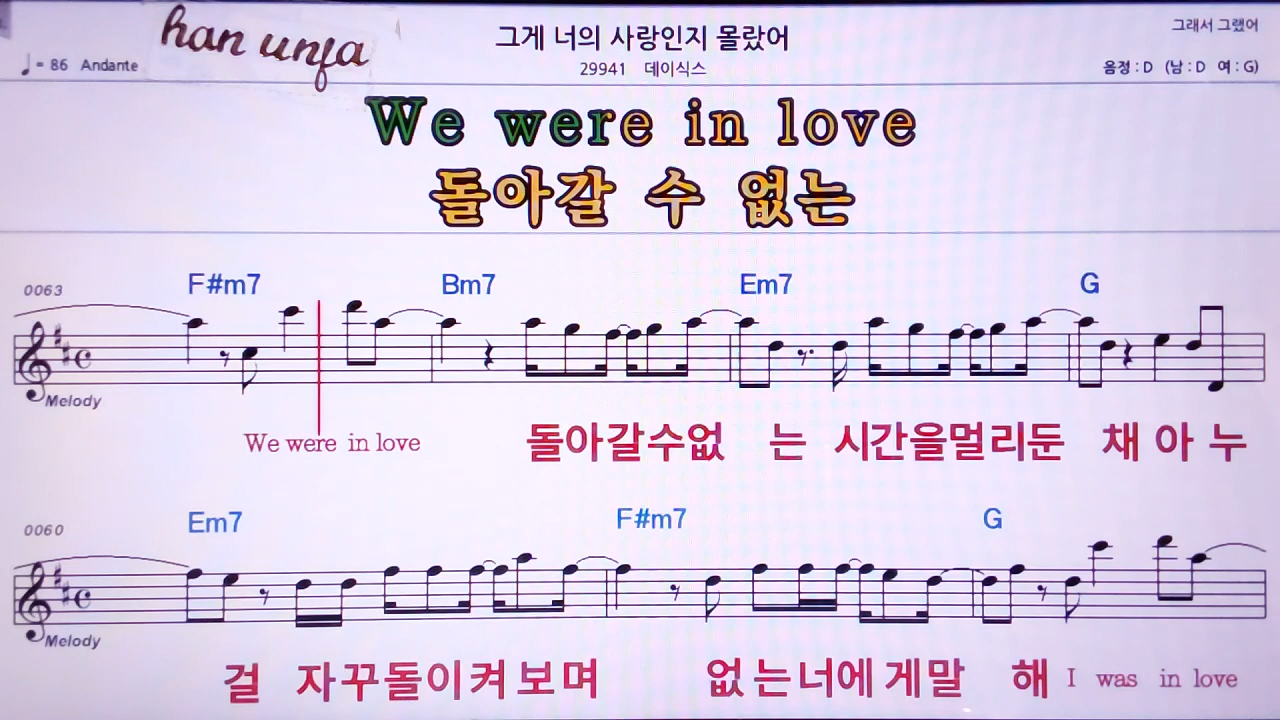 han unfa
그게 너의 사랑인지 몰랐어
그래서 그랬어
♩= 86 Andante
29941 데이식스
음정 : D (남 : D 여 : G)
We were in love
돌아갈 수 없는
0063 F#m7 Bm7 Em7 G
Melody
We were in love 돌아갈수없 는 시간을멀리둔 채 아 누
0060 Em7 F#m7 G
Melody
걸 자꾸돌이켜보며 없는너에게말 해 I was in love